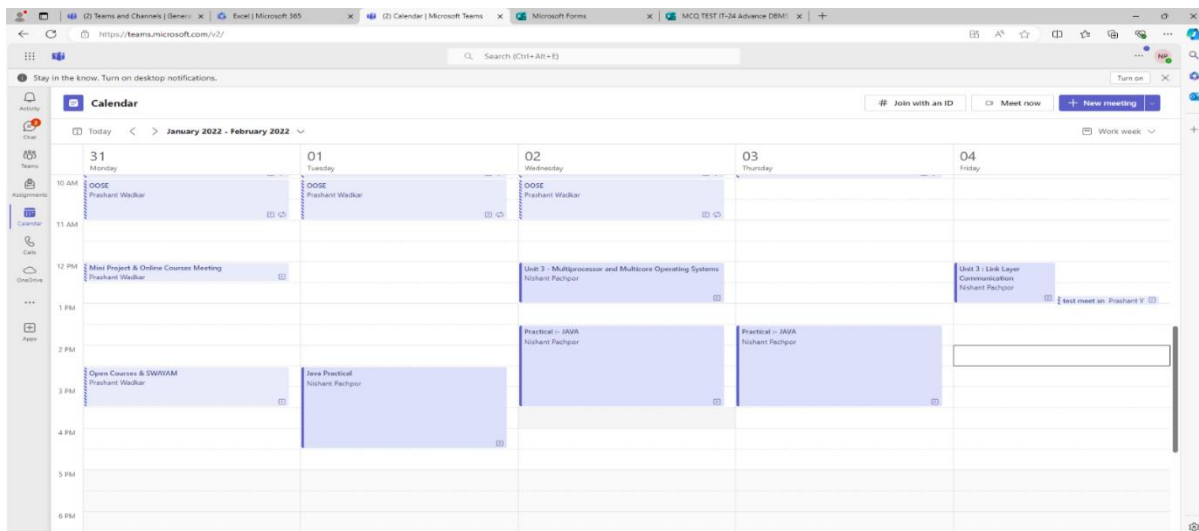 (2) Teams and Channels | Genera
Excel | Microsoft 365
(2) Calendar | Microsoft Teams
Microsoft Forms
MCQ TEST IT-24 Advance DBMS
https://teams.microsoft.com/v2/
Search (Ctrl+Alt+E)
NP
Stay in the know. Turn on desktop notifications.
Turn on
Activity
Chat
Teams
Assignments
Calendar
Calls
OneDrive
Apps
Calendar
# Join with an ID
Meet now
+ New meeting
Today
January 2022 - February 2022
Work week
31
Monday
01
Tuesday
02
Wednesday
03
Thursday
04
Friday
10 AM
OOSE
Prashant Wadkar
OOSE
Prashant Wadkar
OOSE
Prashant Wadkar
11 AM
12 PM
Mini Project & Online Courses Meeting
Prashant Wadkar
Unit 3 - Multiprocessor and Multicore Operating Systems
Nishant Pachpor
Unit 3 : Link Layer
Communication
Nishant Pachpor
test meet an Prashant V
1 PM
Practical :- JAVA
Nishant Pachpor
Practical :- JAVA
Nishant Pachpor
2 PM
Open Courses & SWAYAM
Prashant Wadkar
Java Practical
Nishant Pachpor
3 PM
4 PM
5 PM
6 PM